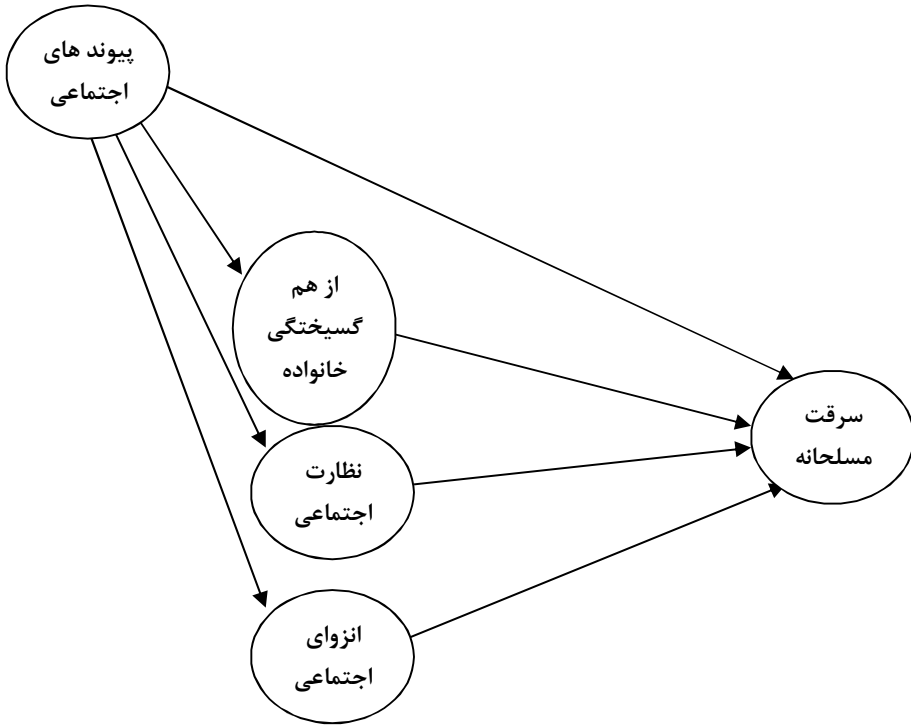 پیوند های
اجتماعی
از هم
گسیختگی
خانواده
سرقت
مسلحانه
نظارت
اجتماعی
انزوای
اجتماعی